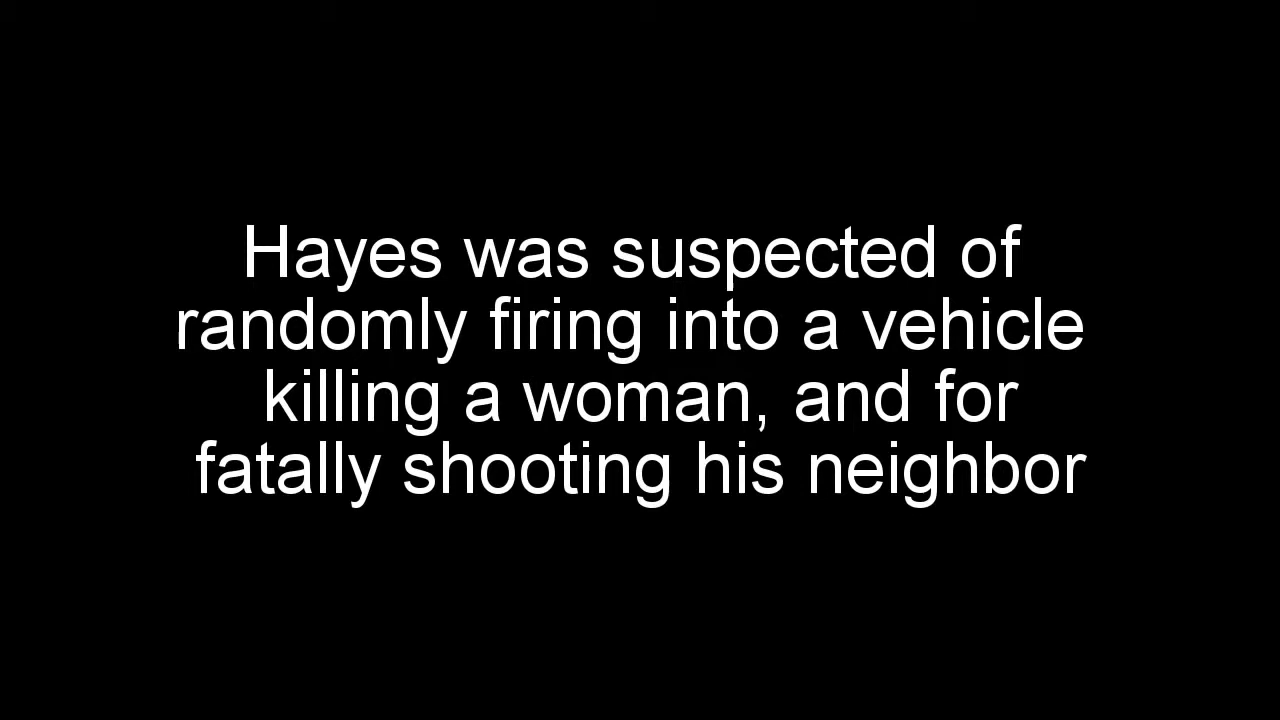 Hayes was suspected of
randomly firing into a vehicle
killing a woman, and for
fatally shooting his neighbor